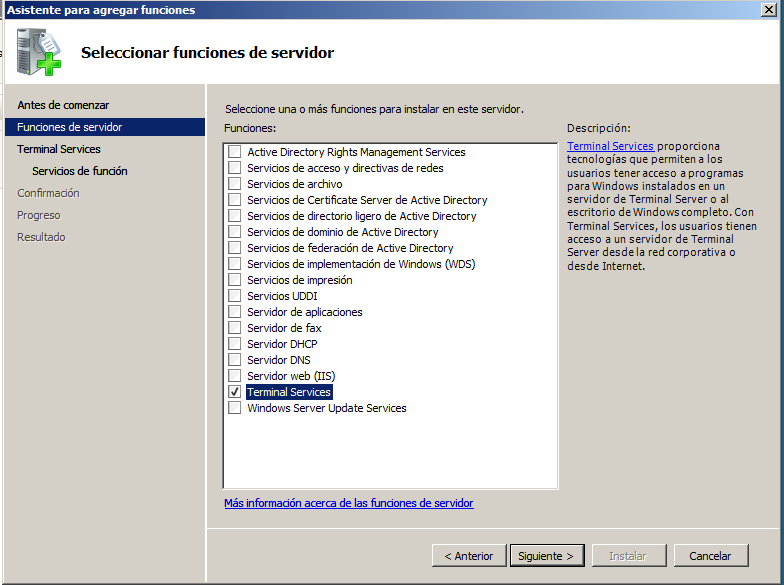 Asistente para agregar funciones
Seleccionar funciones de servidor
Antes de comenzar
Funciones de servidor
Terminal Services
Servicios de función
Confirmación
Progreso
Resultado
Seleccione una o más funciones para instalar en este servidor.
Funciones:
Active Directory Rights Management Services
Servicios de acceso y directivas de redes
Servicios de archivo
Servicios de Certificate Server de Active Directory
Servicios de directorio ligero de Active Directory
Servicios de dominio de Active Directory
Servicios de federación de Active Directory
Servicios de implementación de Windows (WDS)
Servicios de impresión
Servicios UDDI
Servidor de aplicaciones
Servidor de fax
Servidor DHCP
Servidor DNS
Servidor web (IIS)
Terminal Services
Windows Server Update Services
Más información acerca de las funciones de servidor
Descripción:
Terminal Services proporciona
tecnologías que permiten a los
usuarios tener acceso a programas
para Windows instalados en un
servidor de Terminal Server o al
escritorio de Windows completo. Con
Terminal Services, los usuarios tienen
acceso a un servidor de Terminal
Server desde la red corporativa o
desde Internet.
< Anterior
Siguiente >
Instalar
Cancelar